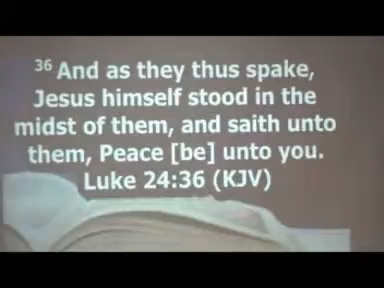 36 And as they thus spake,
Jesus himself stood in the
midst of them, and saith unto
them, Peace [be] unto you.
Luke 24:36 (KJV)